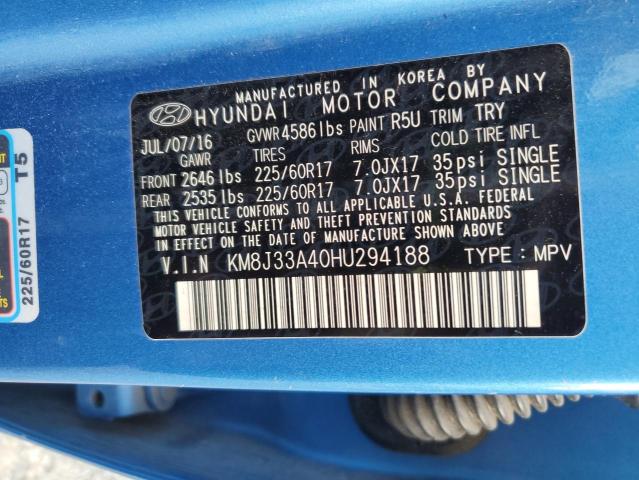 MANUFACTURED IN KOREA BY
HYUNDAI MOTOR COMPANY
JUL/07/16 GVWR 4586 lbs PAINT R5U TRIM TRY
GAWR TIRES RIMS COLD TIRE INFL
FRONT 2646 lbs 225/60R17 7.0JX17 35psi SINGLE
REAR 2535 lbs 225/60R17 7.0JX17 35psi SINGLE
THIS VEHICLE CONFORMS TO ALL APPLICABLE U.S.A. FEDERAL
MOTOR VEHICLE SAFETY AND THEFT PREVENTION STANDARDS
IN EFFECT ON THE DATE OF MANUFACTURE SHOWN ABOVE.
V.I.N KM8J33A40HU294188 TYPE : MPV
225/60R17 T5